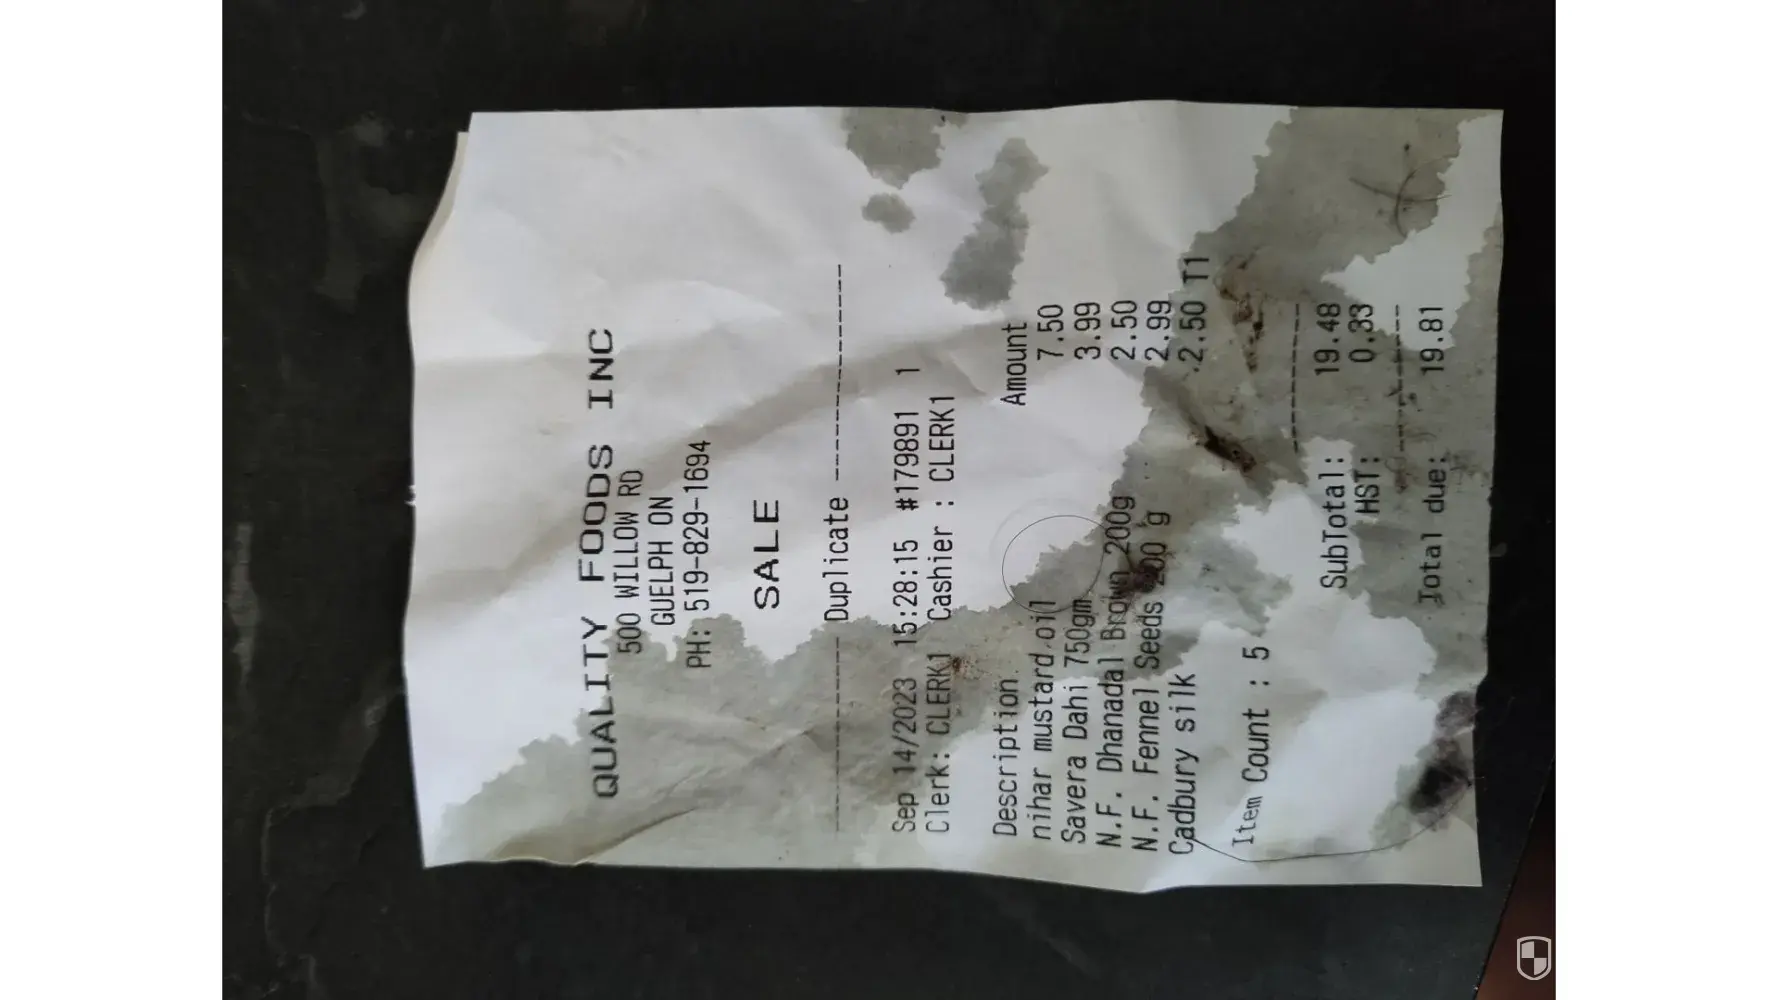 QUALITY FOODS INC
500 WILLOW RD
GUELPH ON
PH: 519-829-1694
SALE
--------------- Duplicate ---------------
Sep 14/2023 15:28:15 #179891 1
Clerk: CLERK1 Cashier : CLERK1
Description Amount
nihar mustard oil 7.50
Savera Dahi 750gm 3.99
N.F. Dhanadal Brown 200g 2.50
N.F. Fennel Seeds 200 g 2.99
Cadbury silk 2.50 T1
---------------
Item Count : 5 SubTotal: 19.48
HST: 0.33
---------------
Total due: 19.81